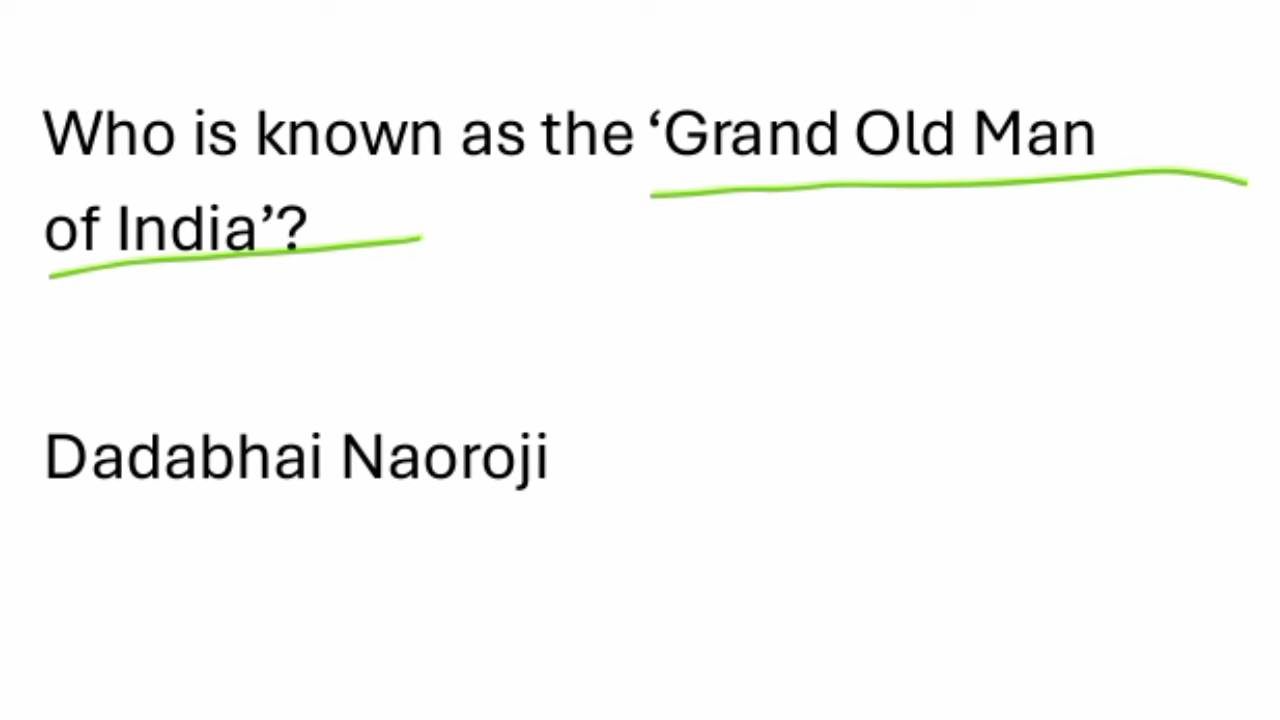 Who is known as the ‘Grand Old Man
of India’?
Dadabhai Naoroji